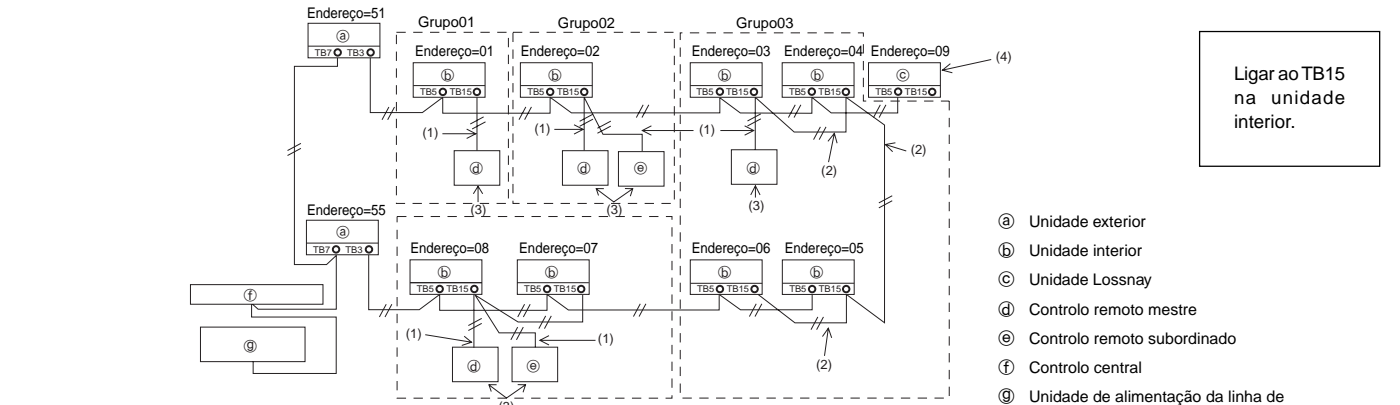 Endereço=51
ⓐ
TB7 TB3
Grupo01
Grupo02
Grupo03
Endereço=01
Endereço=02
Endereço=03
Endereço=04
Endereço=09
ⓑ
ⓑ
ⓑ
ⓑ
ⓒ
(4)
TB5 TB15
TB5 TB15
TB5 TB15
TB5 TB15
TB5 TB15
(1)
(1)
(1)
(2)
(2)
ⓓ
ⓓ
ⓔ
ⓓ
(3)
(3)
(3)
Ligar ao TB15
na unidade
interior.
Endereço=55
ⓐ
TB7 TB3
Endereço=08
Endereço=07
Endereço=06
Endereço=05
ⓑ
ⓑ
ⓑ
ⓑ
TB5 TB15
TB5 TB15
TB5 TB15
TB5 TB15
ⓕ
ⓖ
(1)
(1)
(2)
ⓓ
ⓔ
ⓐ Unidade exterior
ⓑ Unidade interior
ⓒ Unidade Lossnay
ⓓ Controlo remoto mestre
ⓔ Controlo remoto subordinado
ⓕ Controlo central
ⓖ Unidade de alimentação da linha de